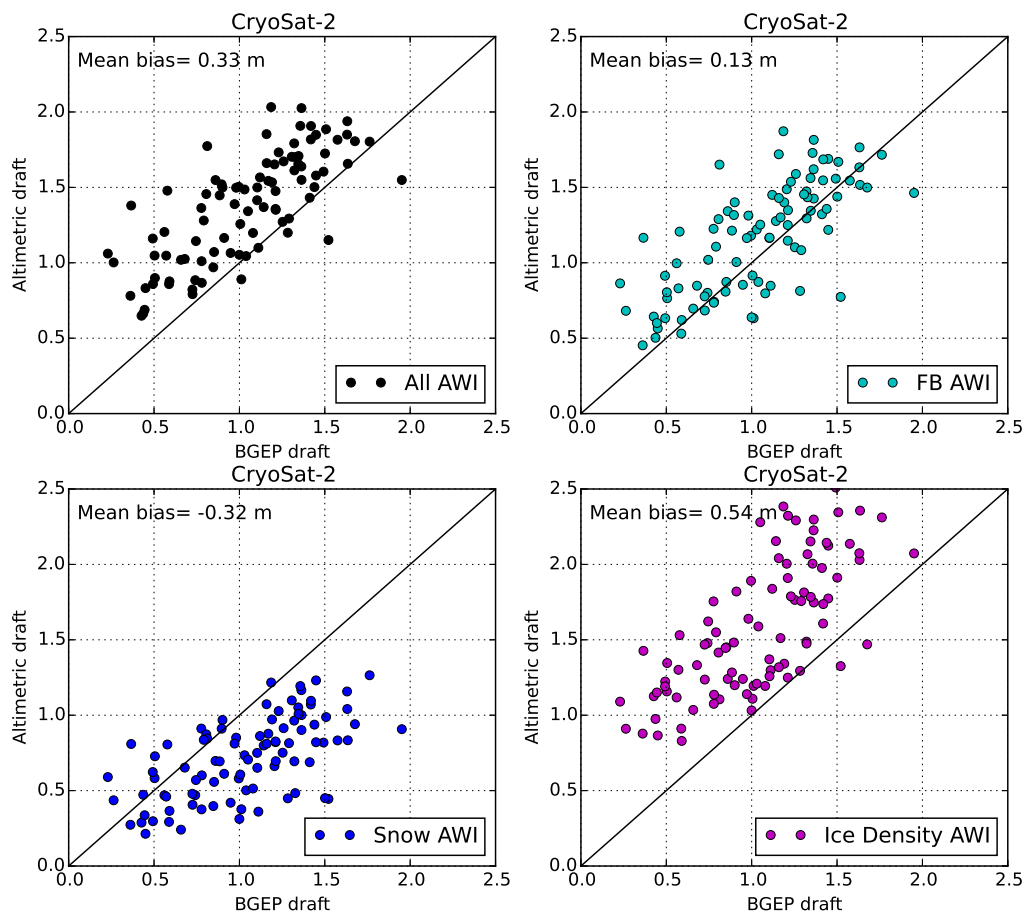 CryoSat-2
Mean bias= 0.33 m
Altimetric draft
2.5
2.0
1.5
1.0
0.5
0.0
All AWI
0.0 0.5 1.0 1.5 2.0 2.5
BGEP draft
CryoSat-2
Mean bias= 0.13 m
Altimetric draft
2.5
2.0
1.5
1.0
0.5
0.0
FB AWI
0.0 0.5 1.0 1.5 2.0 2.5
BGEP draft
CryoSat-2
Mean bias= -0.32 m
Altimetric draft
2.5
2.0
1.5
1.0
0.5
0.0
Snow AWI
0.0 0.5 1.0 1.5 2.0 2.5
BGEP draft
CryoSat-2
Mean bias= 0.54 m
Altimetric draft
2.5
2.0
1.5
1.0
0.5
0.0
Ice Density AWI
0.0 0.5 1.0 1.5 2.0 2.5
BGEP draft